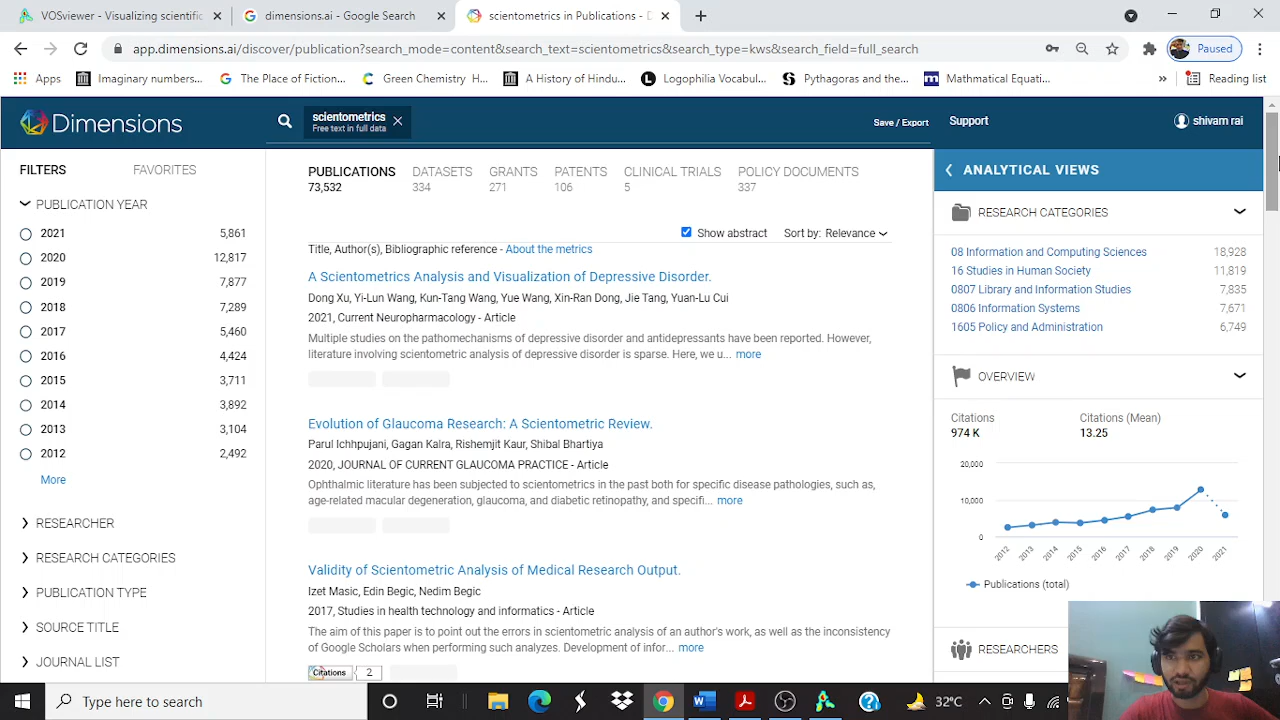 VOSviewer - Visualizing scientific
dimensions.ai - Google Search
scientometrics in Publications - D
app.dimensions.ai/discover/publication?search_mode=content&search_text=scientometrics&search_type=kws&search_field=full_search
Paused
Apps
Imaginary numbers...
The Place of Fiction...
Green Chemistry H...
A History of Hindu...
Logophilia Vocabul...
Pythagoras and the...
Mathmatical Equati...
»
Reading list
Dimensions
scientometrics
Free text in full data
Save / Export
Support
shivam rai
FILTERS
FAVORITES
PUBLICATION YEAR
2021 5,861
2020 12,817
2019 7,877
2018 7,289
2017 5,460
2016 4,424
2015 3,711
2014 3,892
2013 3,104
2012 2,492
More
RESEARCHER
RESEARCH CATEGORIES
PUBLICATION TYPE
SOURCE TITLE
JOURNAL LIST
PUBLICATIONS DATASETS GRANTS PATENTS CLINICAL TRIALS POLICY DOCUMENTS
73,532 334 271 106 5 337
Show abstract Sort by: Relevance
Title, Author(s), Bibliographic reference - About the metrics
A Scientometrics Analysis and Visualization of Depressive Disorder.
Dong Xu, Yi-Lun Wang, Kun-Tang Wang, Yue Wang, Xin-Ran Dong, Jie Tang, Yuan-Lu Cui
2021, Current Neuropharmacology - Article
Multiple studies on the pathomechanisms of depressive disorder and antidepressants have been reported. However,
literature involving scientometric analysis of depressive disorder is sparse. Here, we u... more
Evolution of Glaucoma Research: A Scientometric Review.
Parul Ichhpujani, Gagan Kalra, Rishemjit Kaur, Shibal Bhartiya
2020, JOURNAL OF CURRENT GLAUCOMA PRACTICE - Article
Ophthalmic literature has been subjected to scientometrics in the past both for specific disease pathologies, such as,
age-related macular degeneration, glaucoma, and diabetic retinopathy, and specifi... more
Validity of Scientometric Analysis of Medical Research Output.
Izet Masic, Edin Begic, Nedim Begic
2017, Studies in health technology and informatics - Article
The aim of this paper is to point out the errors in scientometric analysis of an author's work, as well as the inconsistency
of Google Scholars when performing such analyzes. Development of infor... more
Citations 2
ANALYTICAL VIEWS
RESEARCH CATEGORIES
08 Information and Computing Sciences 18,928
16 Studies in Human Society 11,819
0807 Library and Information Studies 7,835
0806 Information Systems 7,671
1605 Policy and Administration 6,749
OVERVIEW
Citations Citations (Mean)
974 K 13.25
20,000
10,000
0
2012 2013 2014 2015 2016 2017 2018 2019 2020 2021
Publications (total)
RESEARCHERS
Type here to search
32°C